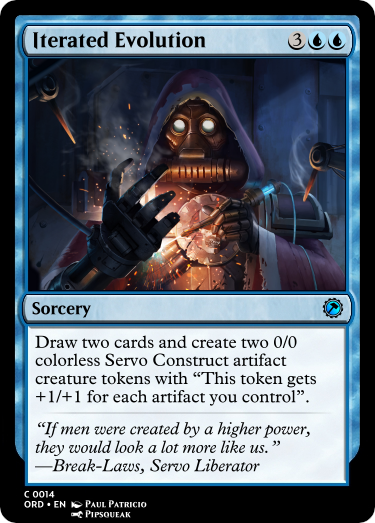 Iterated Evolution 3
Sorcery
Draw two cards and create two 0/0
colorless Servo Construct artifact
creature tokens with “This token gets
+1/+1 for each artifact you control”.
“If men were created by a higher power,
they would look a lot more like us.”
—Break-Laws, Servo Liberator
C 0014
ORD • EN Paul Patricio
Pipsqueak